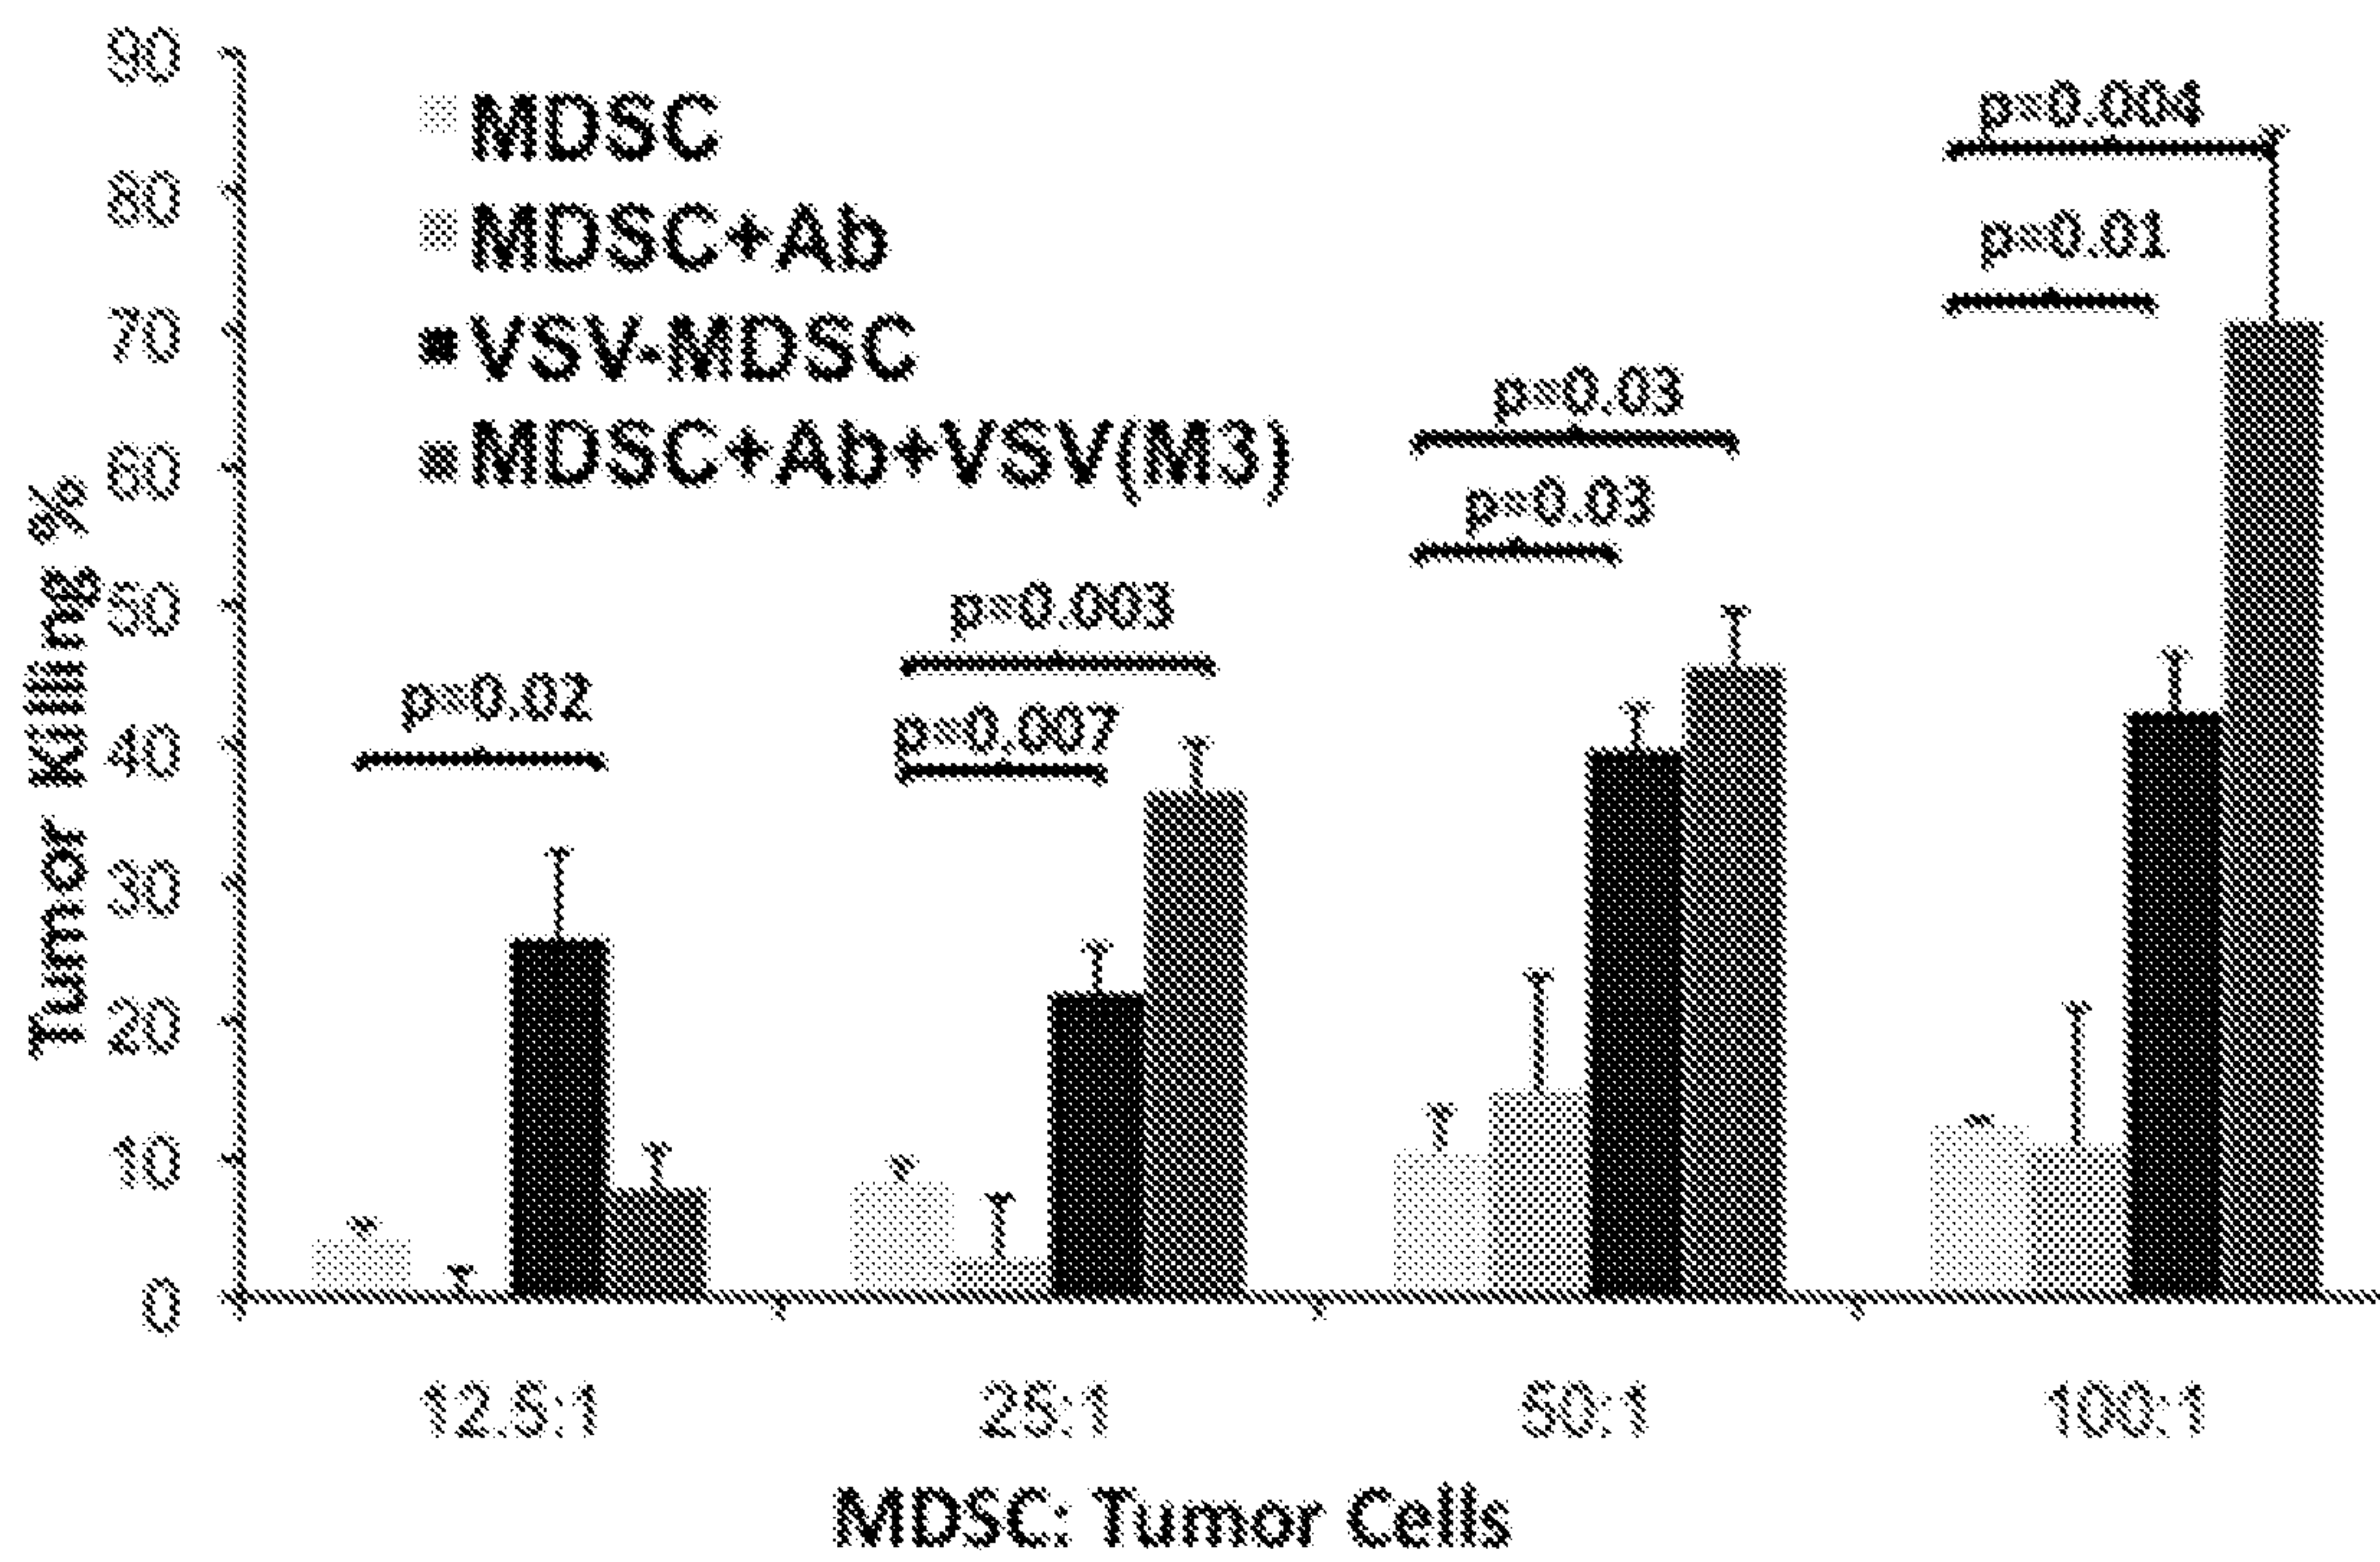 90
80
70
60
50
40
30
20
10
0
Tumor Killing %
MDSC
MDSC+Ab
VSV-MDSC
MDSC+Ab+VSV(M3)
p=0.02
p=0.003
p=0.007
p=0.03
p=0.03
p=0.004
p=0.01
12.5:1
25:1
50:1
100:1
MDSC: Tumor Cells